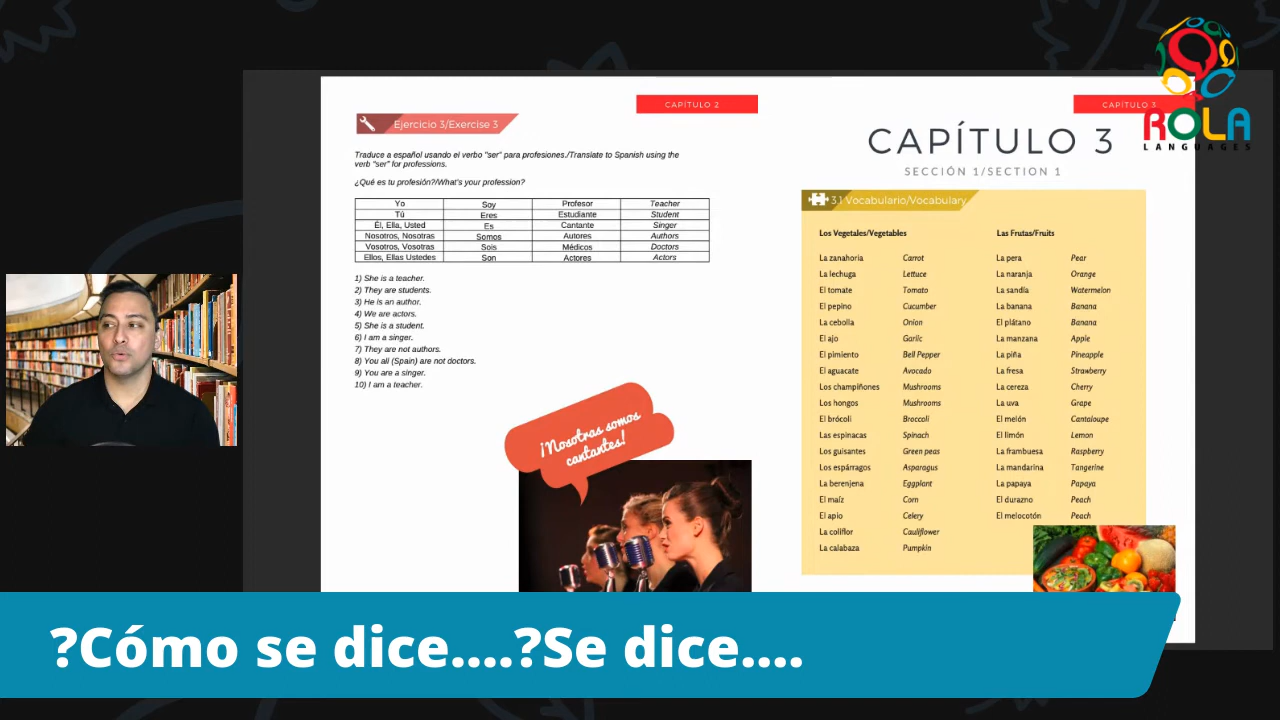 ROLA
LANGUAGES
CAPÍTULO 2
Ejercicio 3/Exercise 3
Traduce a español usando el verbo "ser" para profesiones./Translate to Spanish using the
verb "ser" for professions.
¿Qué es tu profesión?/What's your profession?
Yo Soy Profesor Teacher
Tú Eres Estudiante Student
Él, Ella, Usted Es Cantante Singer
Nosotros, Nosotras Somos Autores Authors
Vosotros, Vosotras Sois Médicos Doctors
Ellos, Ellas Ustedes Son Actores Actors
1) She is a teacher.
2) They are students.
3) He is an author.
4) We are actors.
5) She is a student.
6) I am a singer.
7) They are not authors.
8) You all (Spain) are not doctors.
9) You are a singer.
10) I am a teacher.
¡Nosotras somos
cantantes!
CAPÍTULO 3
CAPÍTULO 3
SECCIÓN 1/SECTION 1
3.1 Vocabulario/Vocabulary
Los Vegetales/Vegetables Las Frutas/Fruits
La zanahoria Carrot La pera Pear
La lechuga Lettuce La naranja Orange
El tomate Tomato La sandía Watermelon
El pepino Cucumber La banana Banana
La cebolla Onion El plátano Banana
El ajo Garlic La manzana Apple
El pimiento Bell Pepper La piña Pineapple
El aguacate Avocado La fresa Strawberry
Los champiñones Mushrooms La cereza Cherry
Los hongos Mushrooms La uva Grape
El brócoli Broccoli El melón Cantaloupe
Las espinacas Spinach El limón Lemon
Los guisantes Green peas La frambuesa Raspberry
Los espárragos Asparagus La mandarina Tangerine
La berenjena Eggplant La papaya Papaya
El maíz Corn El durazno Peach
El apio Celery El melocotón Peach
La coliflor Cauliflower
La calabaza Pumpkin
?Cómo se dice....?Se dice....